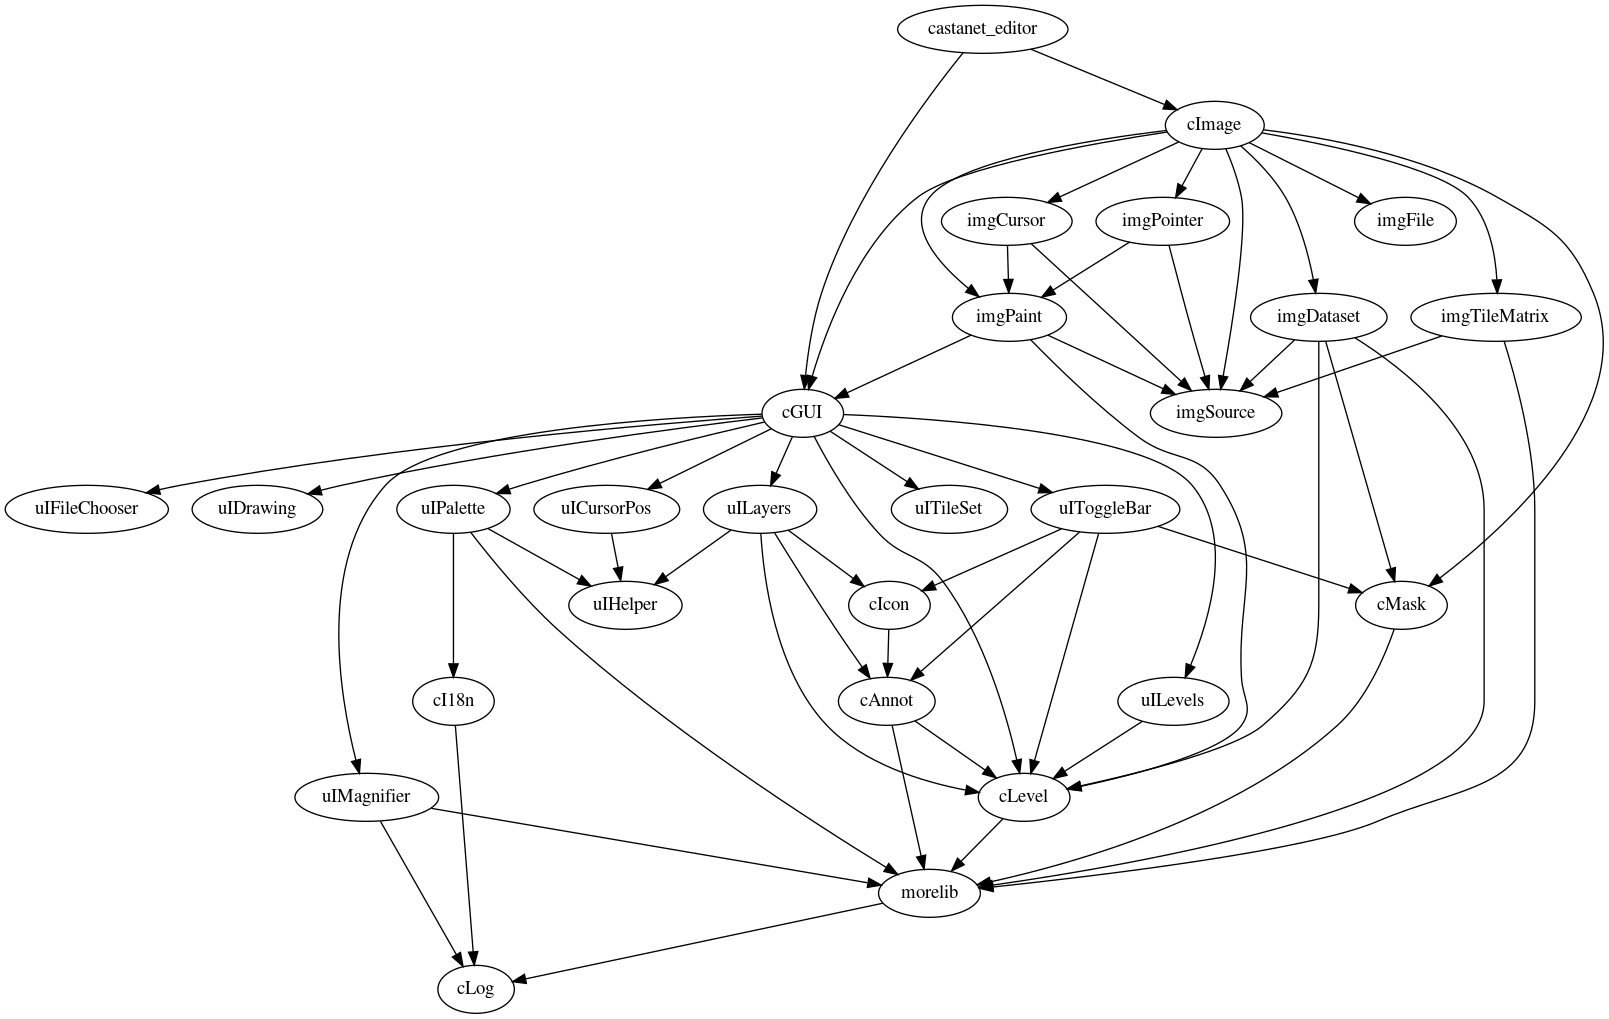 castanet_editor
cImage
imgCursor
imgPointer
imgFile
imgPaint
imgDataset
imgTileMatrix
cGUI
imgSource
uIFileChooser
uIDrawing
uIPalette
uICursorPos
uILayers
uITileSet
uIToggleBar
uIHelper
cIcon
cMask
cI18n
cAnnot
uILevels
uIMagnifier
cLevel
morelib
cLog